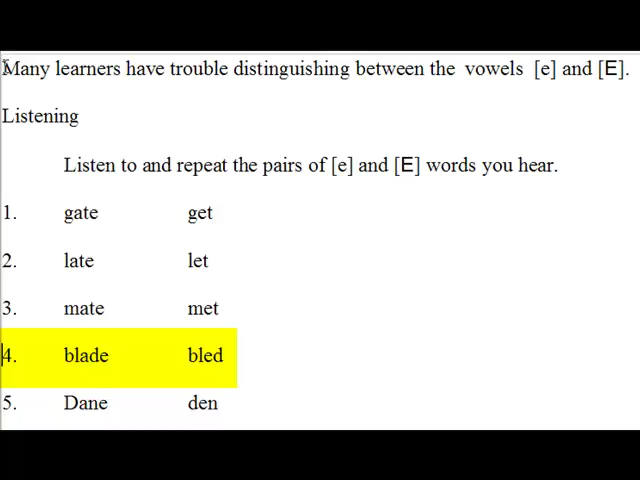 Many learners have trouble distinguishing between the vowels [e] and [E].
Listening
Listen to and repeat the pairs of [e] and [E] words you hear.
1. gate get
2. late let
3. mate met
4. blade bled
5. Dane den